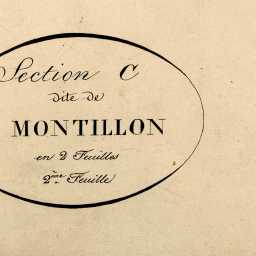 Section C
dite de
MONTILLON
en 2 Feuilles
2ème Feuille